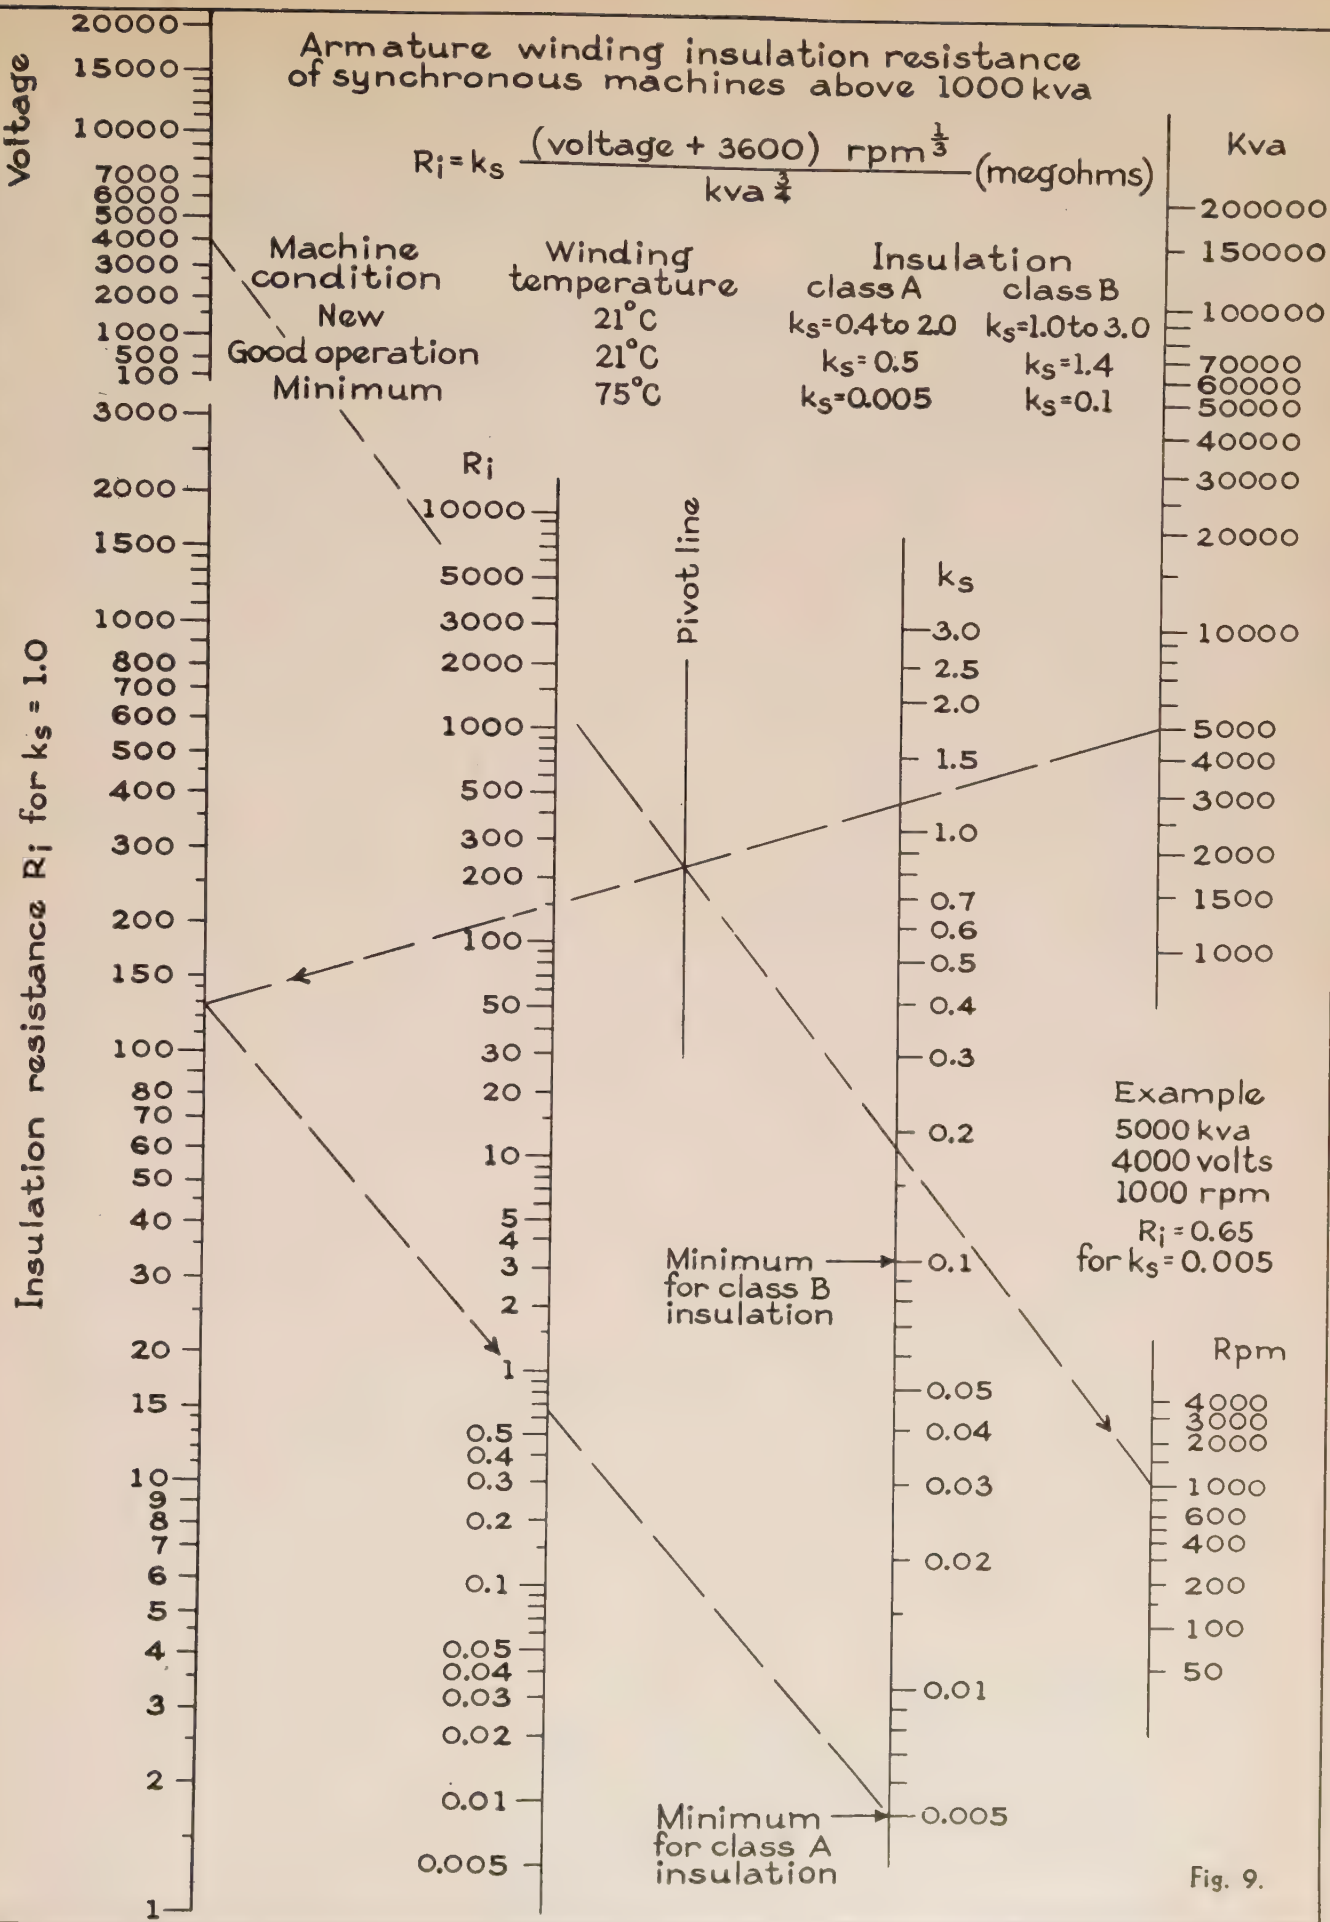 Armature winding insulation resistance
of synchronous machines above 1000 kva
Ri = ks (voltage + 3600) rpm 1/3 / kva 3/4 (megohms)
Machine condition
Winding temperature
Insulation
class A
class B
New
21°C
ks=0.4 to 2.0
ks=1.0 to 3.0
Good operation
21°C
ks=0.5
ks=1.4
Minimum
75°C
ks=0.005
ks=0.1
Voltage
20000
15000
10000
7000
6000
5000
4000
3000
2000
1000
500
100
Insulation resistance Ri for ks = 1.0
3000
2000
1500
1000
800
700
600
500
400
300
200
150
100
80
70
60
50
40
30
20
15
10
9
8
7
6
5
4
3
2
1
Ri
10000
5000
3000
2000
1000
500
300
200
100
50
30
20
10
5
4
3
2
1
0.5
0.4
0.3
0.2
0.1
0.05
0.04
0.03
0.02
0.01
0.005
Pivot line
ks
3.0
2.5
2.0
1.5
1.0
0.7
0.6
0.5
0.4
0.3
0.2
0.1
0.05
0.04
0.03
0.02
0.01
0.005
Minimum
for class B
insulation
Minimum
for class A
insulation
Kva
200000
150000
100000
70000
60000
50000
40000
30000
20000
10000
5000
4000
3000
2000
1500
1000
Example
5000 kva
4000 volts
1000 rpm
Ri = 0.65
for ks = 0.005
Rpm
4000
3000
2000
1000
600
400
200
100
50
Fig. 9.